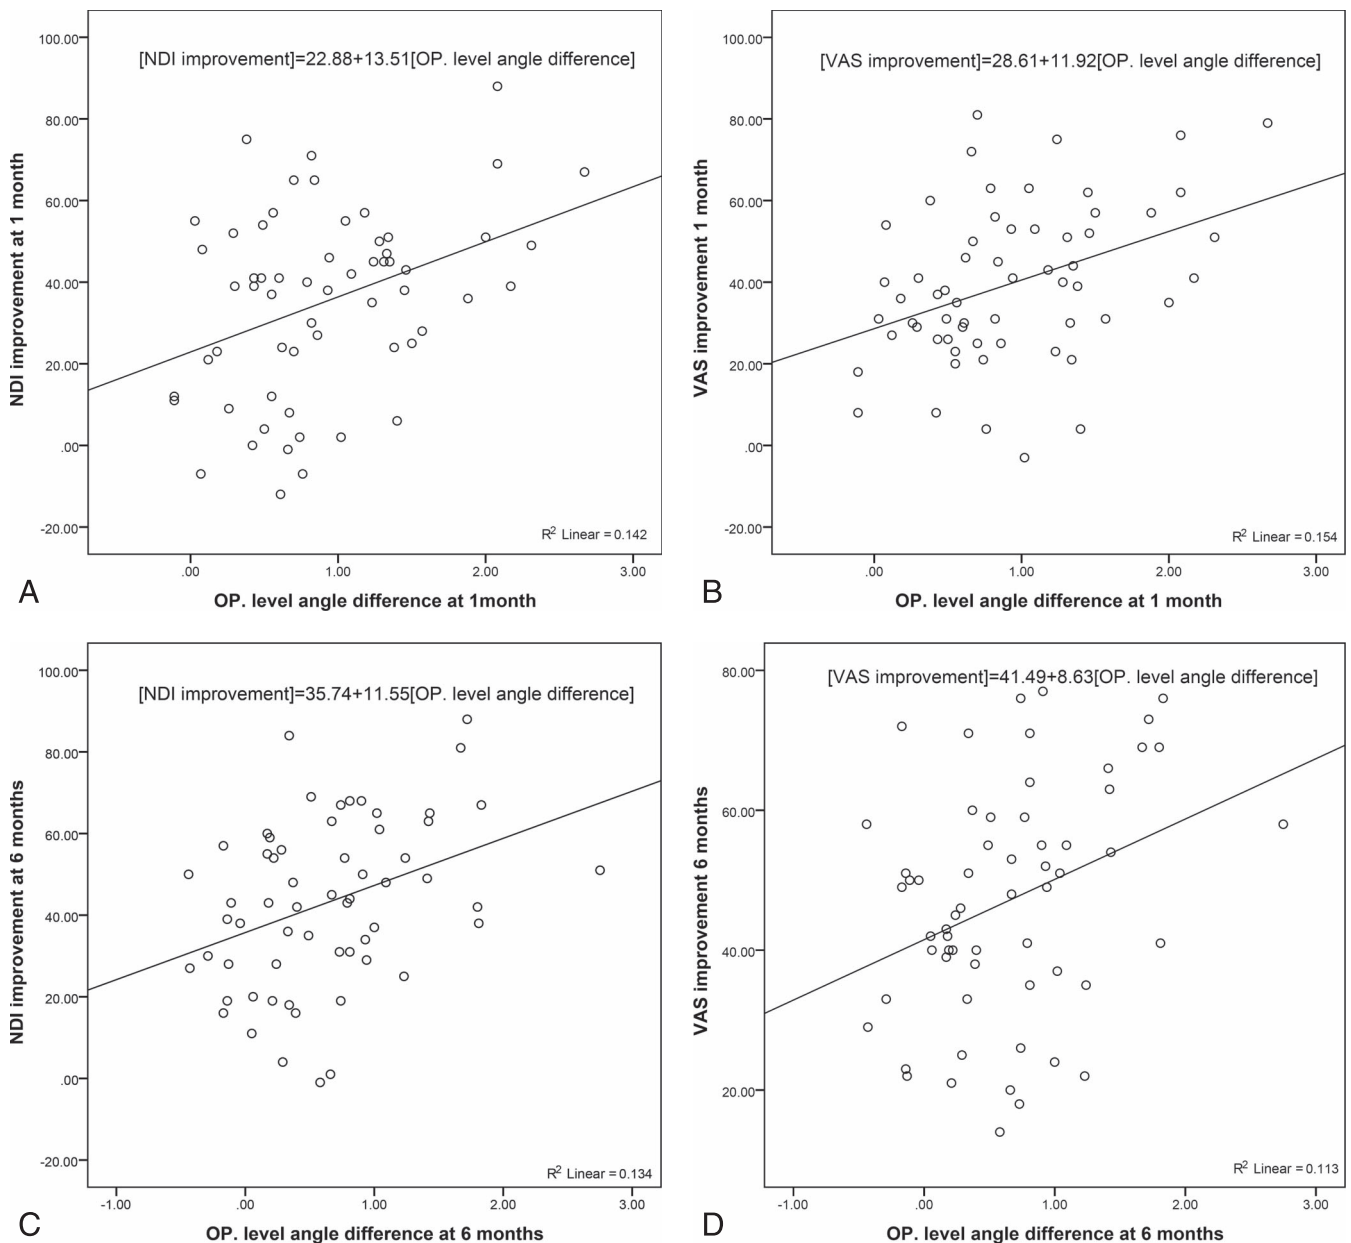 [NDI improvement]=22.88+13.51[OP. level angle difference]
100.00
80.00
60.00
40.00
20.00
.00
-20.00
NDI improvement at 1 month
R2 Linear = 0.142
.00 1.00 2.00 3.00
OP. level angle difference at 1month
A
[VAS improvement]=28.61+11.92[OP. level angle difference]
100.00
80.00
60.00
40.00
20.00
.00
-20.00
VAS improvement 1 month
R2 Linear = 0.154
.00 1.00 2.00 3.00
OP. level angle difference at 1 month
B
[NDI improvement]=35.74+11.55[OP. level angle difference]
100.00
80.00
60.00
40.00
20.00
.00
-20.00
NDI improvement at 6 months
R2 Linear = 0.134
-1.00 .00 1.00 2.00 3.00
OP. level angle difference at 6 months
C
[VAS improvement]=41.49+8.63[OP. level angle difference]
80.00
60.00
40.00
20.00
VAS improvement 6 months
R2 Linear = 0.113
-1.00 .00 1.00 2.00 3.00
OP. level angle difference at 6 months
D